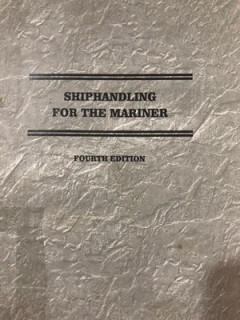 SHIPHANDLING
FOR THE MARINER
FOURTH EDITION